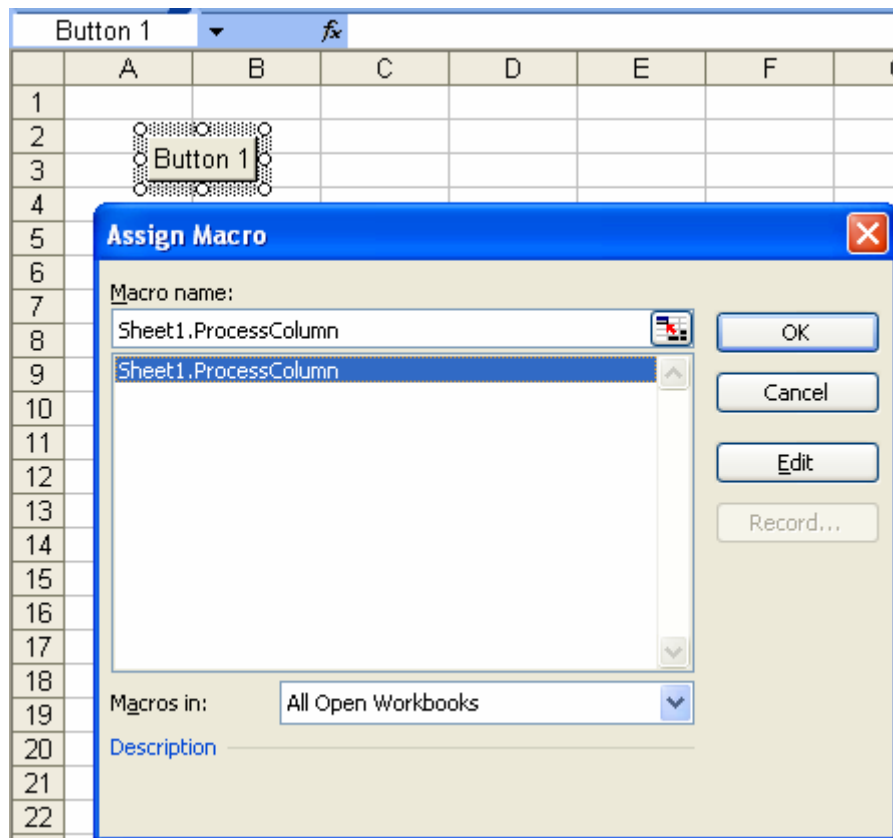 Button 1 fx
A B C D E F
1
2
Button 1
3
4
5
Assign Macro
6
Macro name:
7
Sheet1.ProcessColumn
OK
8
Sheet1.ProcessColumn
9
Cancel
10
11
Edit
12
13
Record...
14
15
16
17
18
Macros in: All Open Workbooks
19
Description
20
21
22